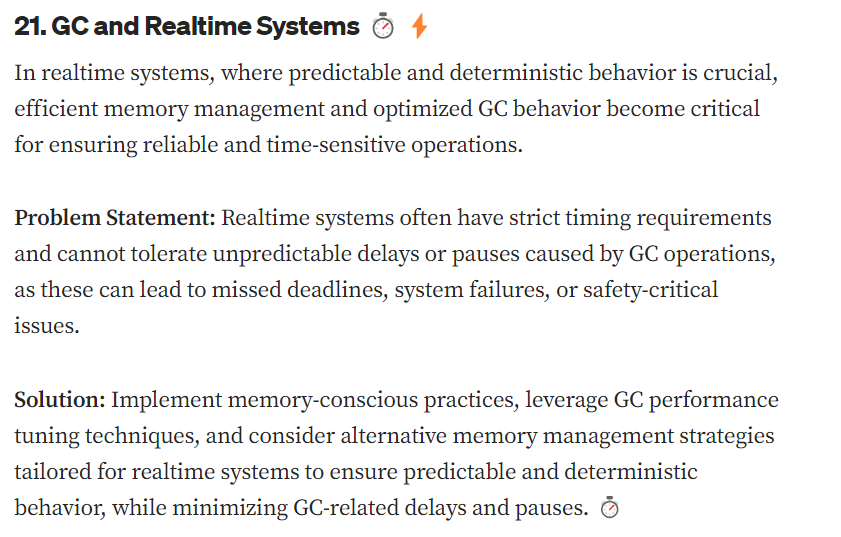 21. GC and Realtime Systems ⏱️ ⚡
In realtime systems, where predictable and deterministic behavior is crucial,
efficient memory management and optimized GC behavior become critical
for ensuring reliable and time-sensitive operations.
Problem Statement: Realtime systems often have strict timing requirements
and cannot tolerate unpredictable delays or pauses caused by GC operations,
as these can lead to missed deadlines, system failures, or safety-critical
issues.
Solution: Implement memory-conscious practices, leverage GC performance
tuning techniques, and consider alternative memory management strategies
tailored for realtime systems to ensure predictable and deterministic
behavior, while minimizing GC-related delays and pauses. ⏱️